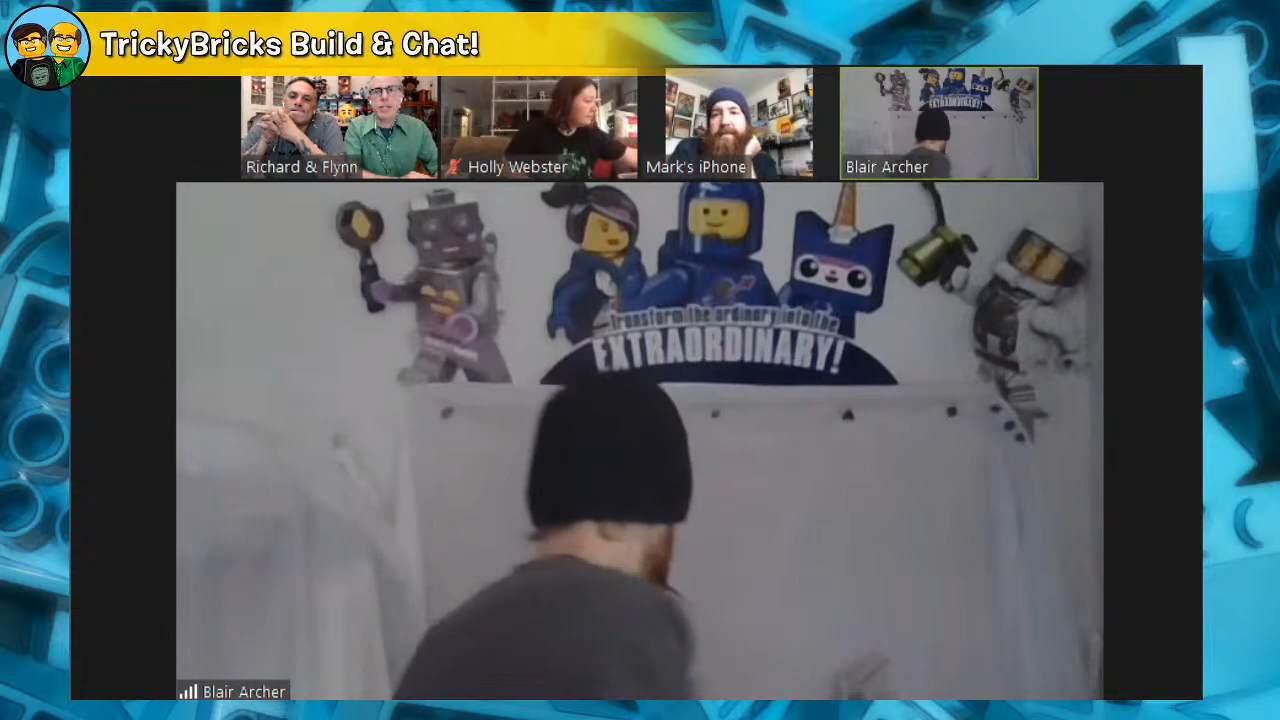 TrickyBricks Build & Chat!
Richard & Flynn
Holly Webster
Mark's iPhone
EXTRAORDINARY!
Blair Archer
Transform the ordinary into the
EXTRAORDINARY!
Blair Archer